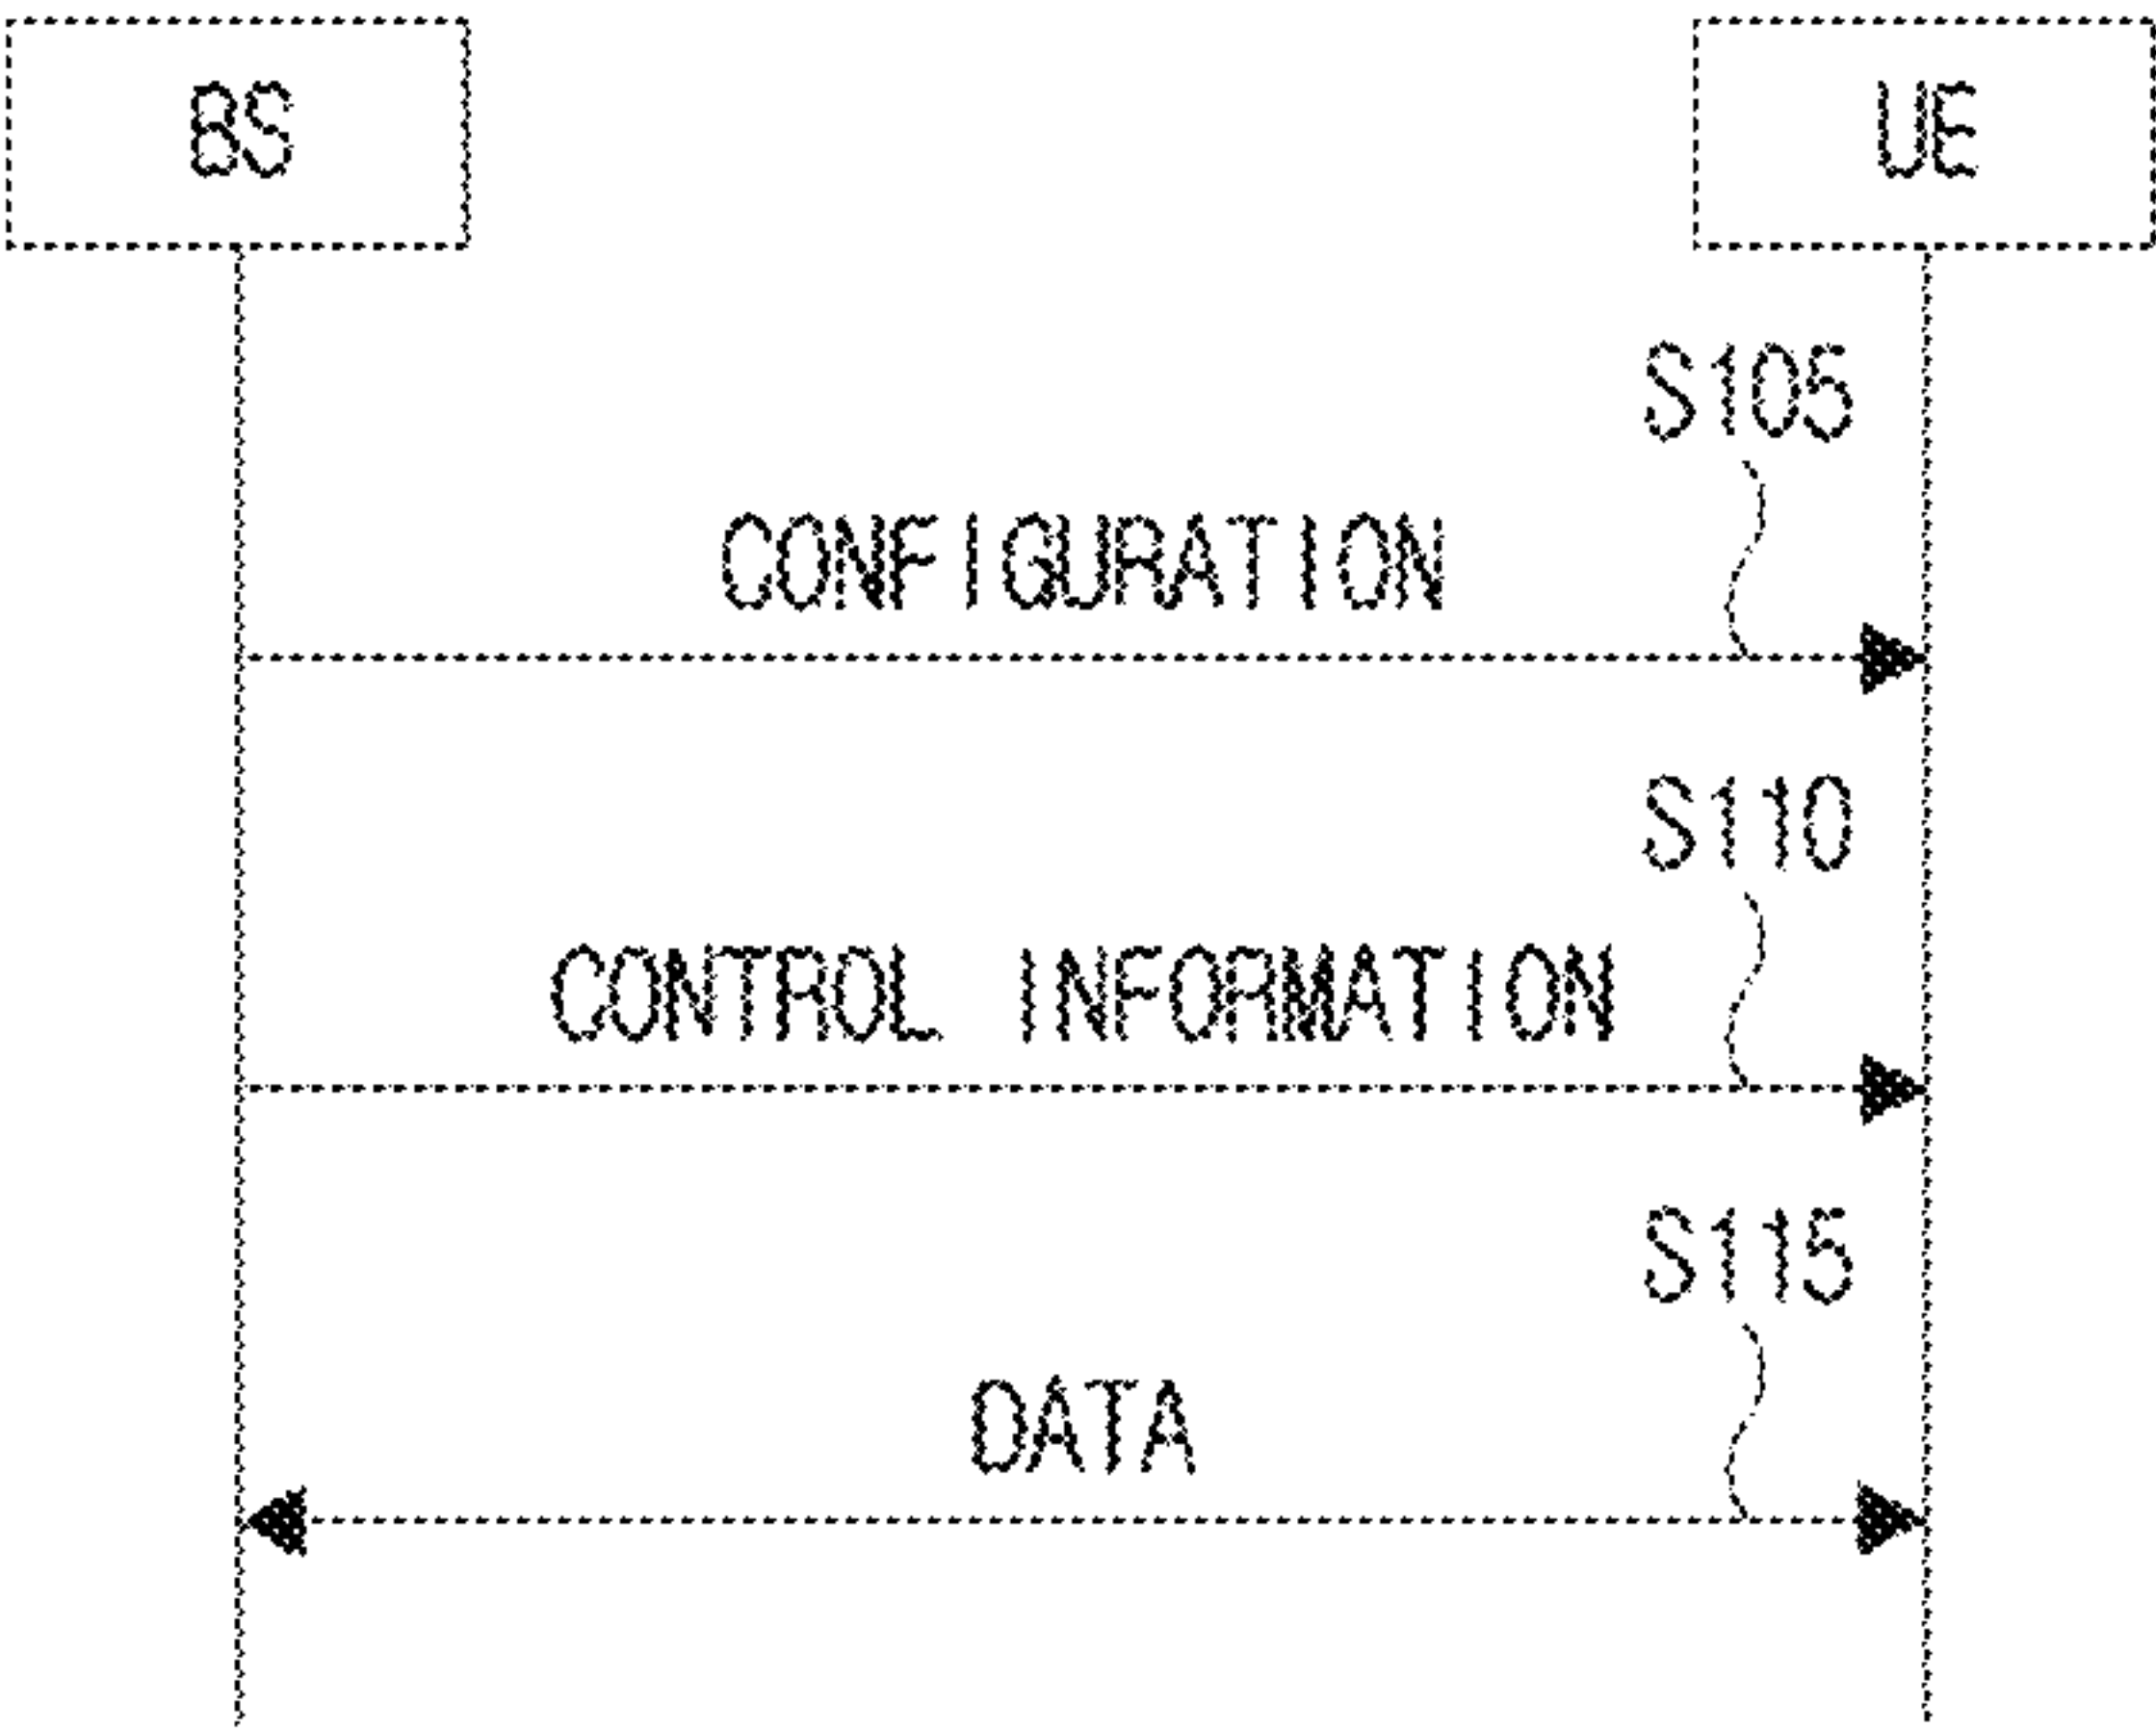 BS
UE
S105
CONFIGURATION
S110
CONTROL INFORMATION
S115
DATA